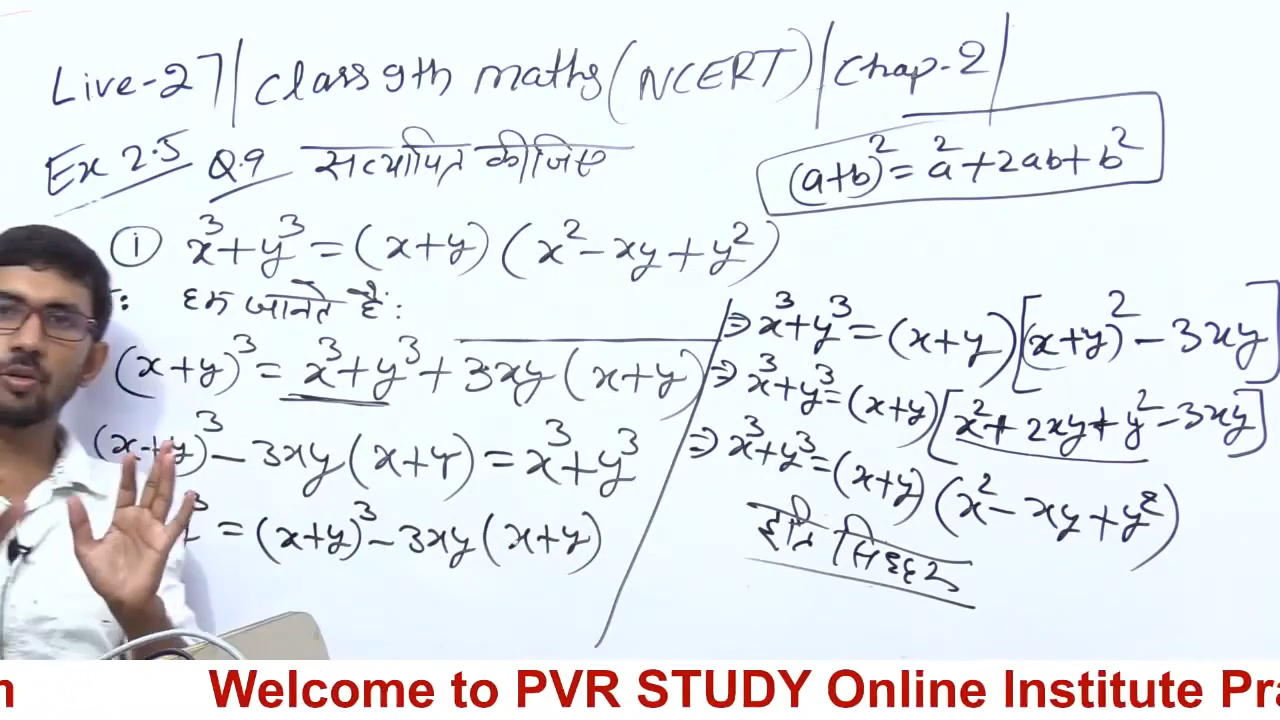 Live-27 | Class 9th maths (NCERT) | Chap-2 |
Ex 2.5 Q.9 सत्यापित कीजिए
(a+b)² = a² + 2ab + b²
(i) x³ + y³ = (x+y) (x² - xy + y²)
हम जानते हैं:
(x+y)³ = x³ + y³ + 3xy (x+y)
(x+y)³ - 3xy (x+y) = x³ + y³
= (x+y)³ - 3xy (x+y)
⇒ x³ + y³ = (x+y) [(x+y)² - 3xy]
⇒ x³ + y³ = (x+y) [x² + 2xy + y² - 3xy]
⇒ x³ + y³ = (x+y) (x² - xy + y²)
इति सिद्धम
Welcome to PVR STUDY Online Institute